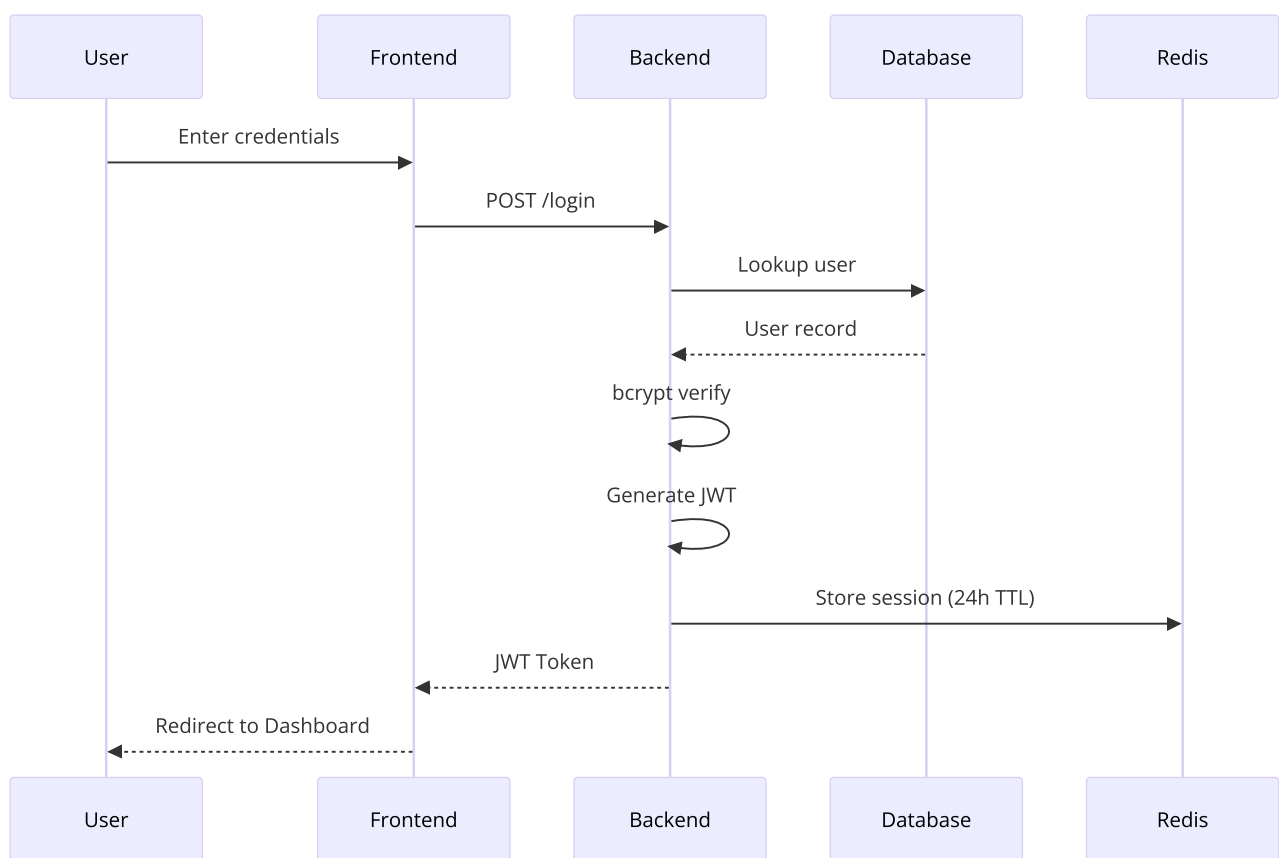 User
Frontend
Backend
Database
Redis
Enter credentials
POST /login
Lookup user
User record
bcrypt verify
Generate JWT
Store session (24h TTL)
JWT Token
Redirect to Dashboard
User
Frontend
Backend
Database
Redis